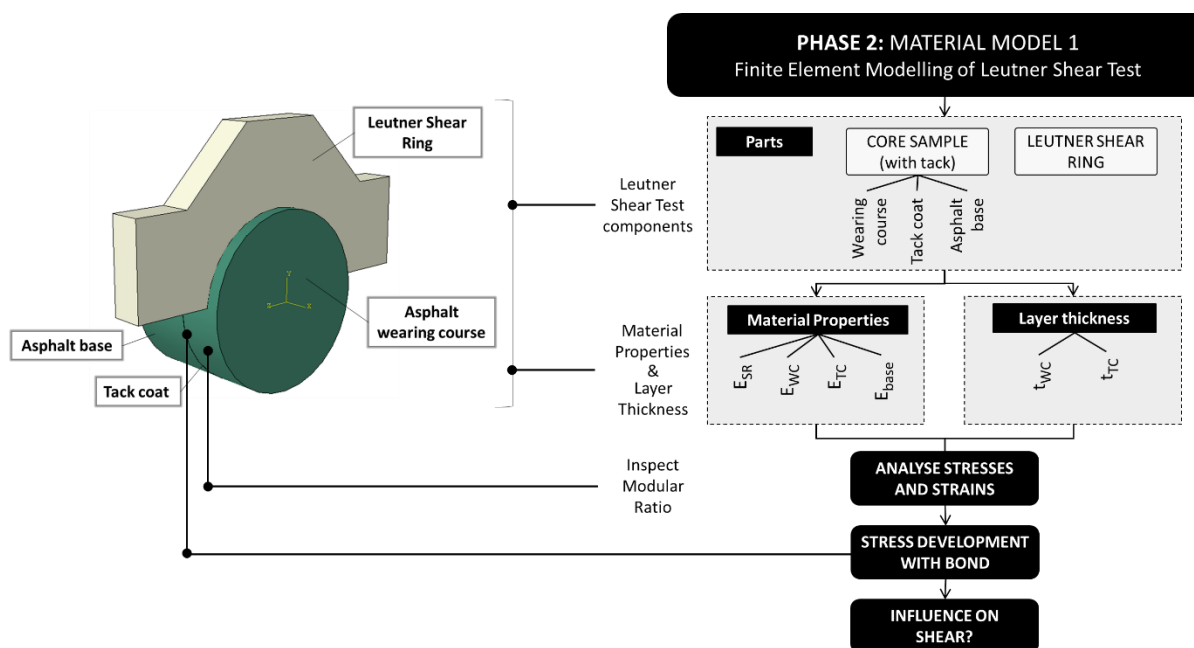 PHASE 2: MATERIAL MODEL 1
Finite Element Modelling of Leutner Shear Test
Leutner Shear
Ring
Asphalt
wearing course
Asphalt base
Tack coat
Y
Z
X
Leutner
Shear Test
components
Material
Properties
&
Layer
Thickness
Inspect
Modular
Ratio
Parts
CORE SAMPLE
(with tack)
LEUTNER SHEAR
RING
Wearing
course
Tack coat
Asphalt
base
Material Properties
E_SR
E_WC
E_TC
E_base
Layer thickness
t_WC
t_TC
ANALYSE STRESSES
AND STRAINS
STRESS DEVELOPMENT
WITH BOND
INFLUENCE ON
SHEAR?